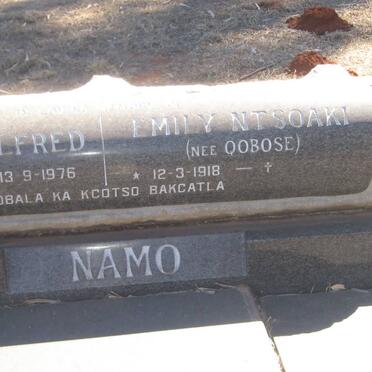 LFRED EMILY NTSOAKI
(NEE QOBOSE)
13 9-1976 * 12-3-1918 — †
OBALA KA KCOTSO BAKCATLA
NAMO